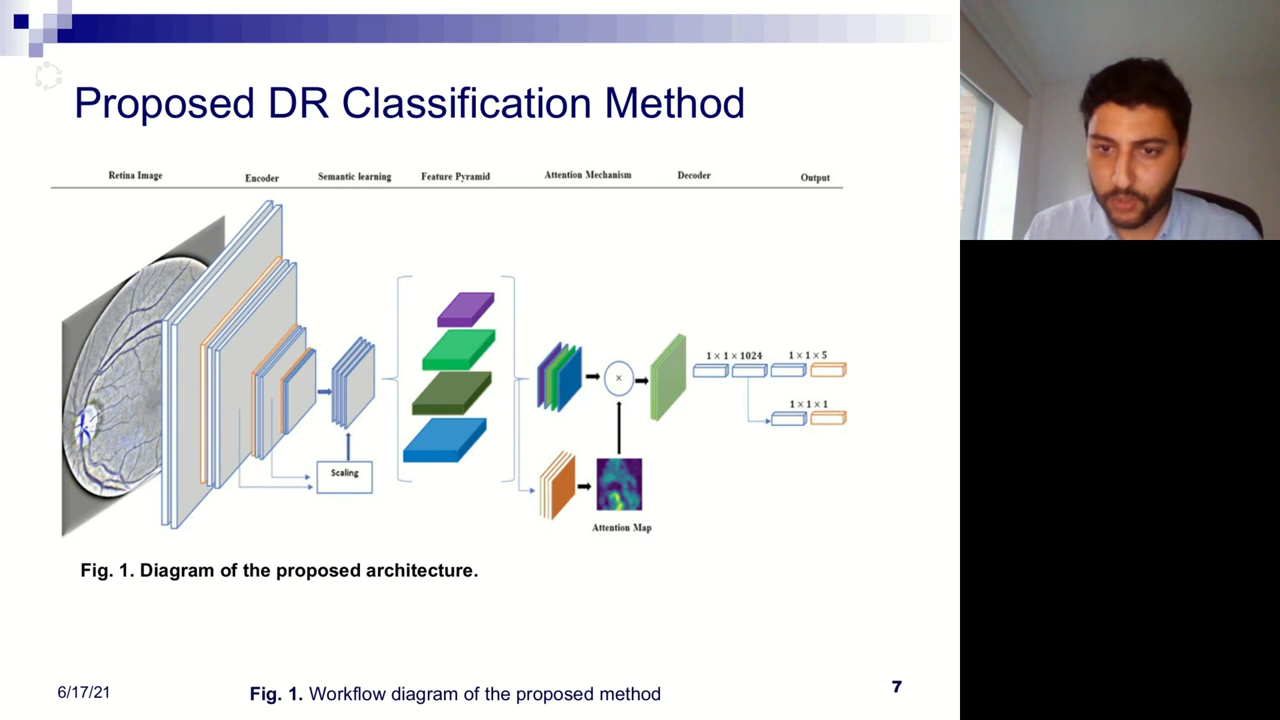 Proposed DR Classification Method
Retina Image
Encoder
Semantic learning
Feature Pyramid
Attention Mechanism
Decoder
Output
1 x 1 x 1024
1 x 1 x 5
X
1 x 1 x 1
Scaling
Attention Map
Fig. 1. Diagram of the proposed architecture.
6/17/21
Fig. 1. Workflow diagram of the proposed method
7